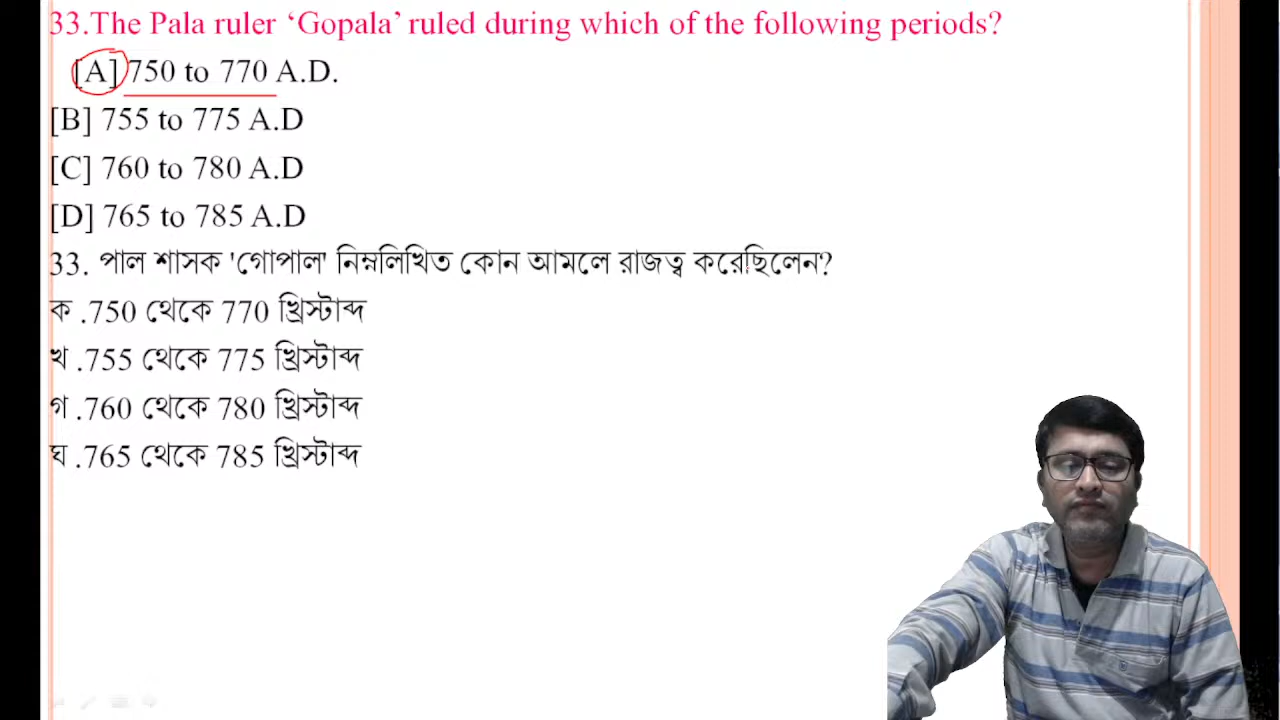 33.The Pala ruler ‘Gopala’ ruled during which of the following periods?
[A] 750 to 770 A.D.
[B] 755 to 775 A.D
[C] 760 to 780 A.D
[D] 765 to 785 A.D
33. পাল শাসক 'গোপাল' নিম্নলিখিত কোন আমলে রাজত্ব করেছিলেন?
ক .750 থেকে 770 খ্রিস্টাব্দ
খ .755 থেকে 775 খ্রিস্টাব্দ
গ .760 থেকে 780 খ্রিস্টাব্দ
ঘ .765 থেকে 785 খ্রিস্টাব্দ